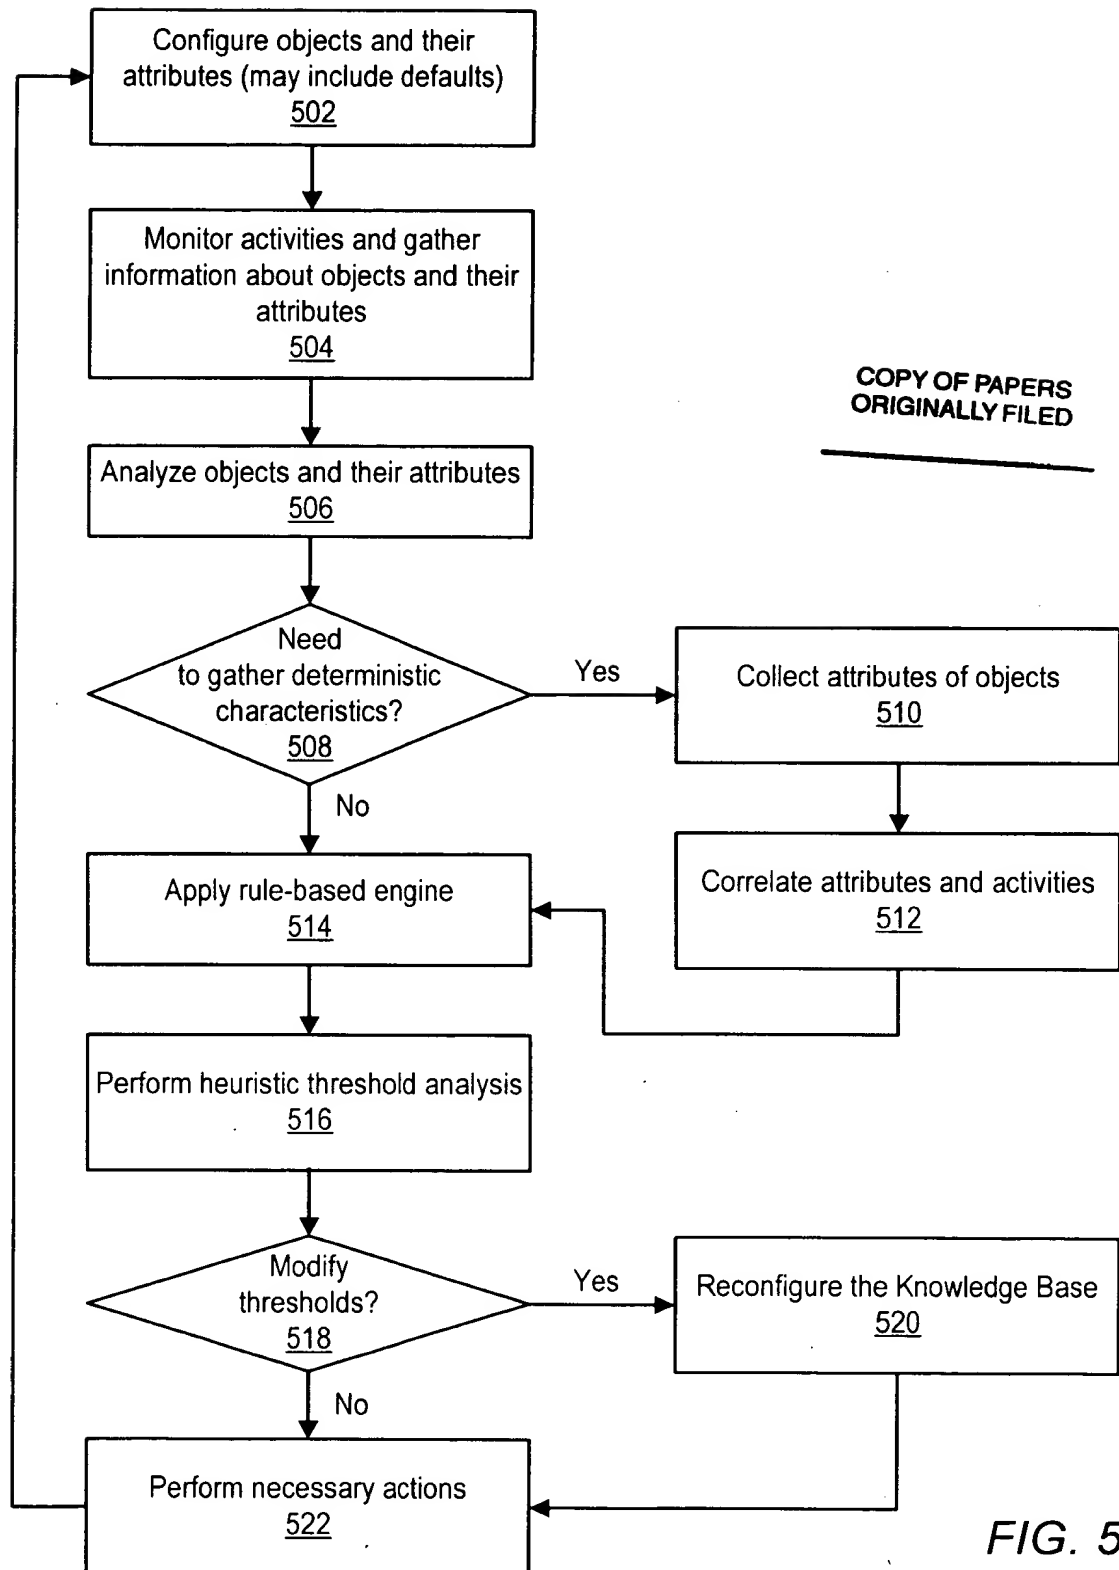 Configure objects and their
attributes (may include defaults)
502
Monitor activities and gather
information about objects and their
attributes
504
COPY OF PAPERS
ORIGINALLY FILED
Analyze objects and their attributes
506
Need
to gather deterministic
characteristics?
508
Yes
Collect attributes of objects
510
No
Correlate attributes and activities
512
Apply rule-based engine
514
Perform heuristic threshold analysis
516
Modify
thresholds?
518
Yes
Reconfigure the Knowledge Base
520
No
Perform necessary actions
522
FIG. 5